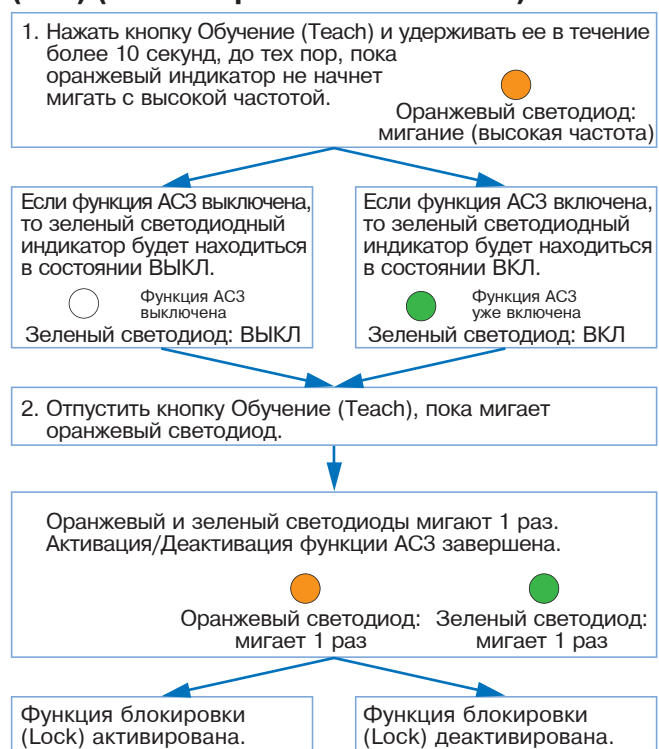 1. Нажать кнопку Обучение (Teach) и удерживать ее в течение
более 10 секунд, до тех пор, пока
оранжевый индикатор не начнет
мигать с высокой частотой.
Оранжевый светодиод:
мигание (высокая частота)
Если функция АСЗ выключена,
то зеленый светодиодный
индикатор будет находиться
в состоянии ВЫКЛ.
Функция АСЗ
выключена
Зеленый светодиод: ВЫКЛ
Если функция АСЗ включена,
то зеленый светодиодный
индикатор будет находиться
в состоянии ВКЛ.
Функция АСЗ
уже включена
Зеленый светодиод: ВКЛ
2. Отпустить кнопку Обучение (Teach), пока мигает
оранжевый светодиод.
Оранжевый и зеленый светодиоды мигают 1 раз.
Активация/Деактивация функции АСЗ завершена.
Оранжевый светодиод:
мигает 1 раз
Зеленый светодиод:
мигает 1 раз
Функция блокировки
(Lock) активирована.
Функция блокировки
(Lock) деактивирована.